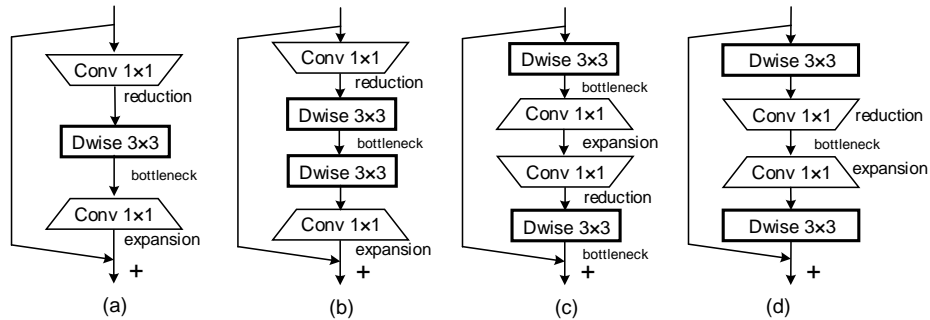 Conv 1×1
reduction
Dwise 3×3
bottleneck
Conv 1×1
expansion
+
(a)
Conv 1×1
reduction
Dwise 3×3
bottleneck
Dwise 3×3
Conv 1×1
expansion
+
(b)
Dwise 3×3
bottleneck
Conv 1×1
expansion
Conv 1×1
reduction
Dwise 3×3
bottleneck
+
(c)
Dwise 3×3
Conv 1×1
reduction
bottleneck
Conv 1×1
expansion
Dwise 3×3
+
(d)